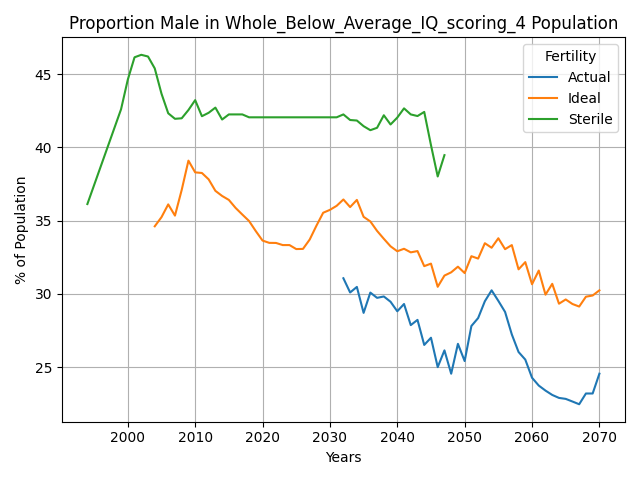 Proportion Male in Whole_Below_Average_IQ_scoring_4 Population
Fertility
Actual
Ideal
Sterile
% of Population
45
40
35
30
25
2000
2010
2020
2030
2040
2050
2060
2070
Years